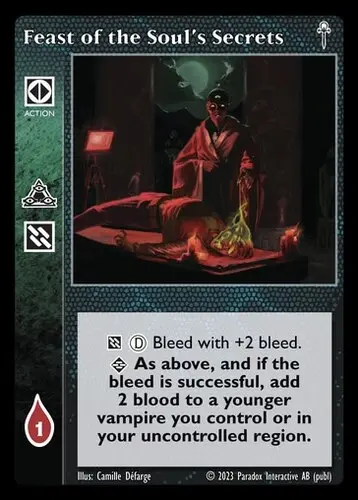 Feast of the Soul's Secrets
ACTION
D Bleed with +2 bleed.
As above, and if the
bleed is successful, add
2 blood to a younger
vampire you control or in
your uncontrolled region.
1
Illus: Camille Défarge © 2023 Paradox Interactive AB (publ)